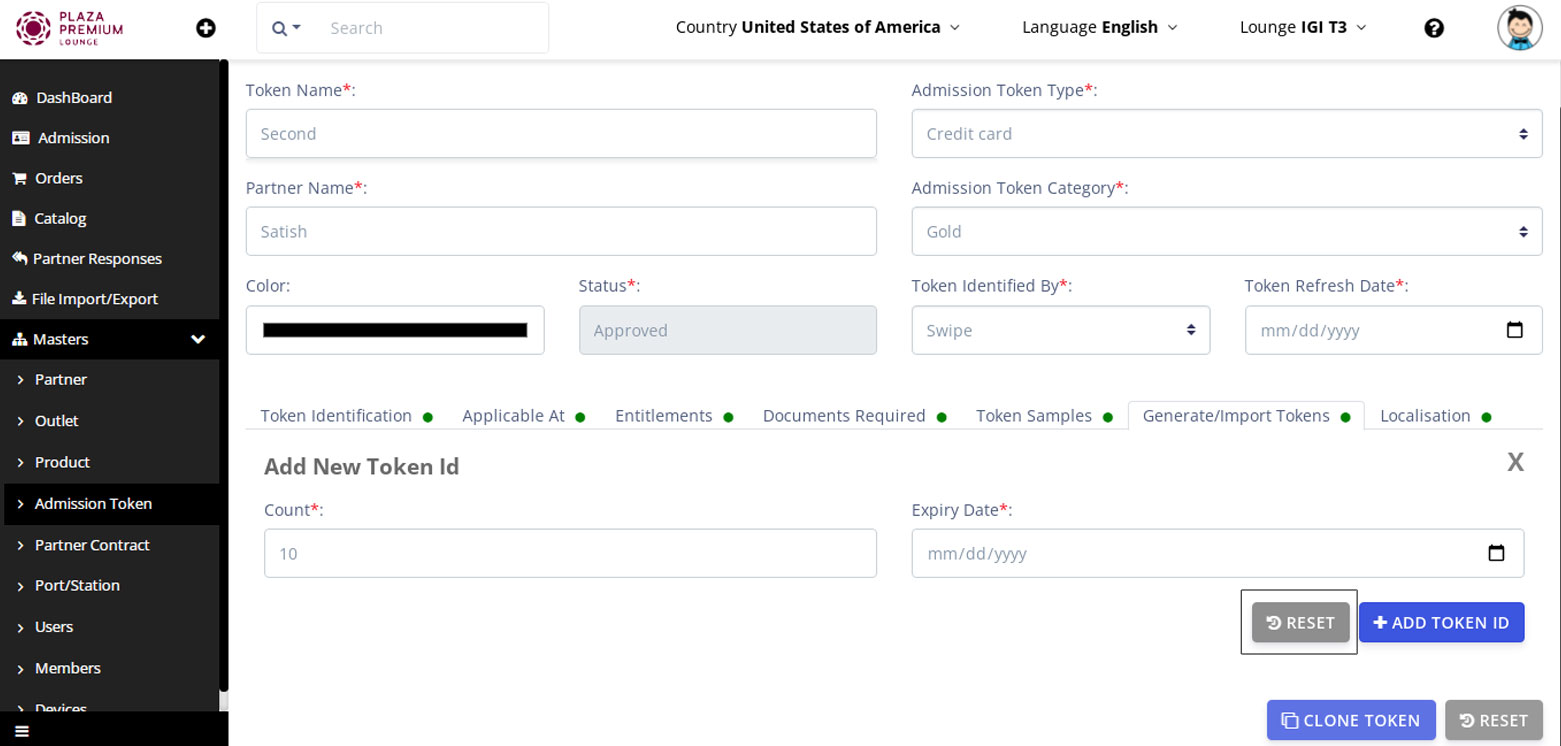 PLAZA
PREMIUM
LOUNGE
Search
Country United States of America
Language English
Lounge IGI T3
DashBoard
Admission
Orders
Catalog
Partner Responses
File Import/Export
Masters
Partner
Outlet
Product
Admission Token
Partner Contract
Port/Station
Users
Members
Devices
Token Name*:
Second
Admission Token Type*:
Credit card
Partner Name*:
Satish
Admission Token Category*:
Gold
Color:
Status*:
Approved
Token Identified By*:
Swipe
Token Refresh Date*:
mm/dd/yyyy
Token Identification
Applicable At
Entitlements
Documents Required
Token Samples
Generate/Import Tokens
Localisation
Add New Token Id
X
Count*:
10
Expiry Date*:
mm/dd/yyyy
RESET
ADD TOKEN ID
CLONE TOKEN
RESET